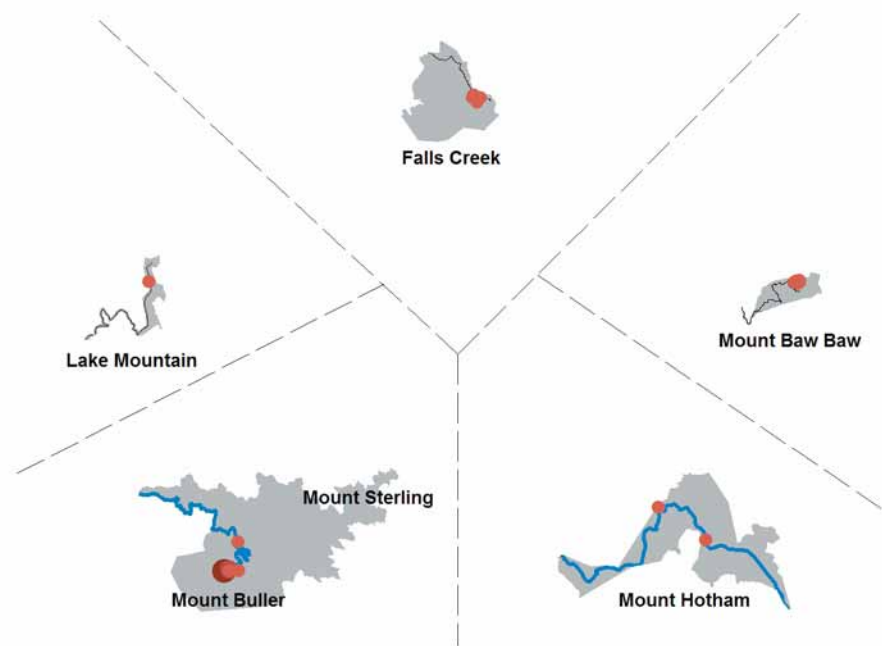 Falls Creek
Lake Mountain
Mount Baw Baw
Mount Sterling
Mount Buller
Mount Hotham